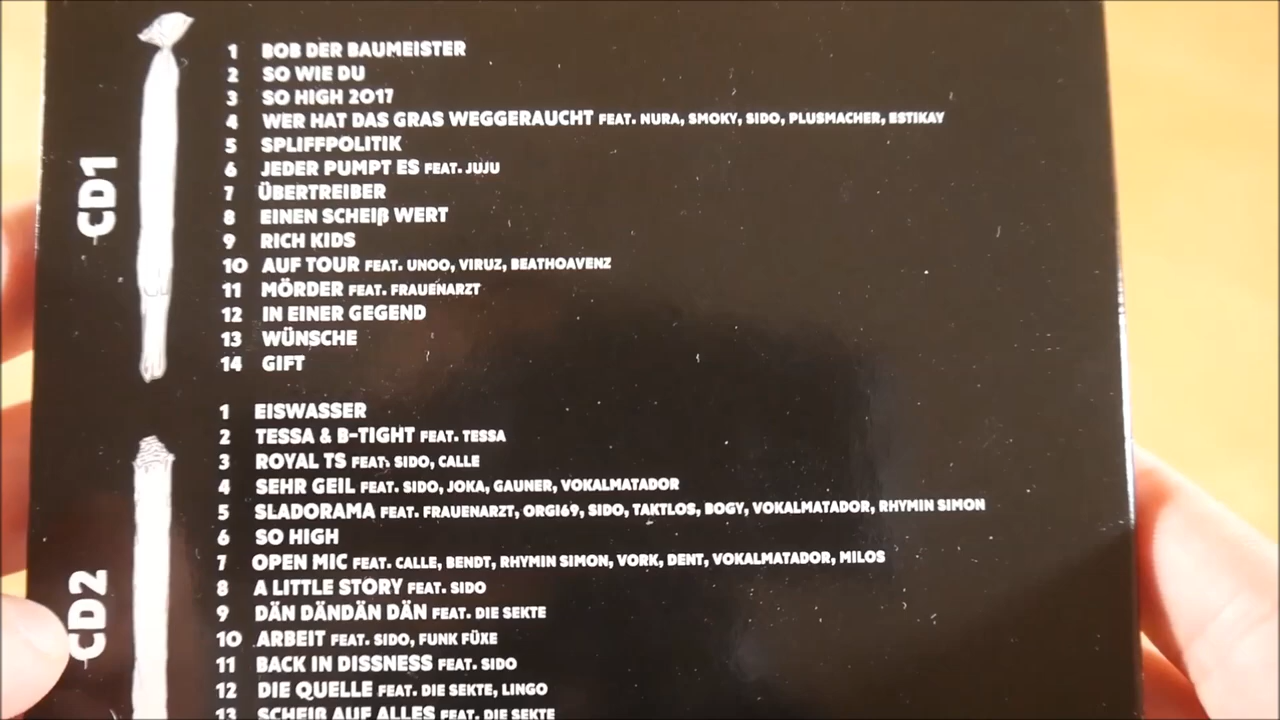 CD1
1 BOB DER BAUMEISTER
2 SO WIE DU
3 SO HIGH 2017
4 WER HAT DAS GRAS WEGGERAUCHT FEAT. NURA, SMOKY, SIDO, PLUSMACHER, ESTIKAY
5 SPLIFFPOLITIK
6 JEDER PUMPT ES FEAT. JUJU
7 ÜBERTREIBER
8 EINEN SCHEIß WERT
9 RICH KIDS
10 AUF TOUR FEAT. UNOO, VIRUZ, BEATHOAVENZ
11 MÖRDER FEAT. FRAUENARZT
12 IN EINER GEGEND
13 WÜNSCHE
14 GIFT
CD2
1 EISWASSER
2 TESSA & B-TIGHT FEAT. TESSA
3 ROYAL TS FEAT. SIDO, CALLE
4 SEHR GEIL FEAT. SIDO, JOKA, GAUNER, VOKALMATADOR
5 SLADORAMA FEAT. FRAUENARZT, ORGI69, SIDO, TAKTLOS, BOGY, VOKALMATADOR, RHYMIN SIMON
6 SO HIGH
7 OPEN MIC FEAT. CALLE, BENDT, RHYMIN SIMON, VORK, DENT, VOKALMATADOR, MILOS
8 A LITTLE STORY FEAT. SIDO
9 DÄN DÄNDÄN DÄN FEAT. DIE SEKTE
10 ARBEIT FEAT. SIDO, FUNK FÜXE
11 BACK IN DISSNESS FEAT. SIDO
12 DIE QUELLE FEAT. DIE SEKTE, LINGO
13 SCHEIß AUF ALLES FEAT. DIE SEKTE